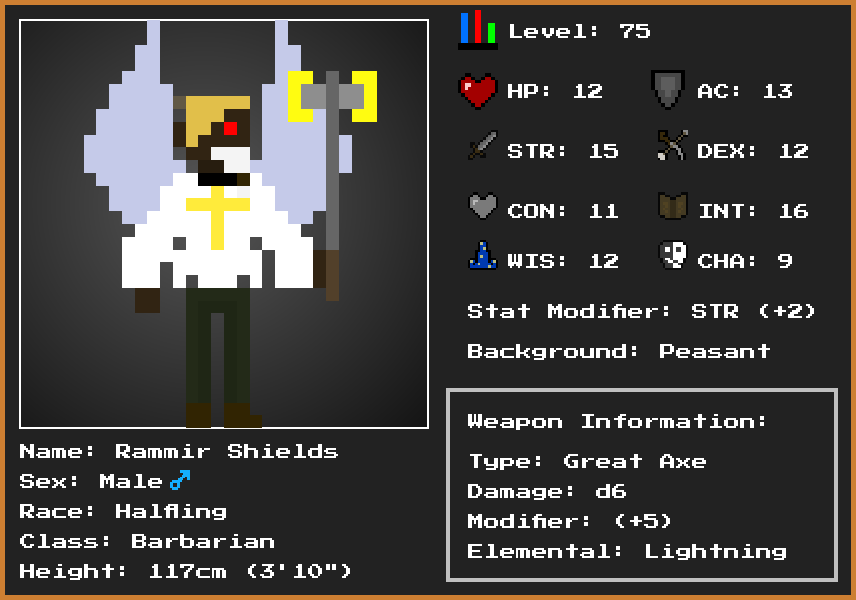 Level: 75
HP: 12
AC: 13
STR: 15
DEX: 12
CON: 11
INT: 16
WIS: 12
CHA: 9
Stat Modifier: STR (+2)
Background: Peasant
Weapon Information:
Type: Great Axe
Damage: d6
Modifier: (+5)
Elemental: Lightning
Name: Rammir Shields
Sex: Male ♂
Race: Halfling
Class: Barbarian
Height: 117cm (3'10")